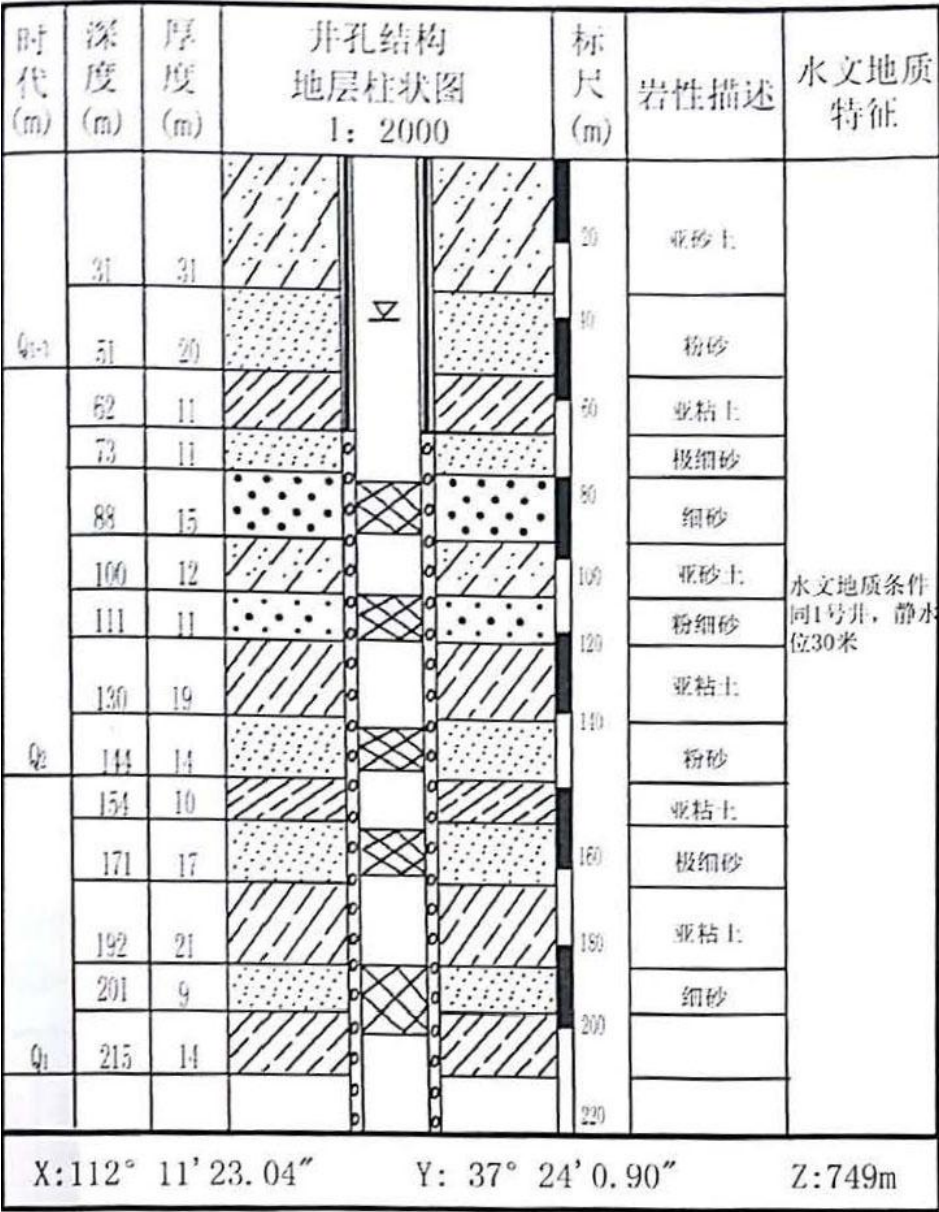 时代(m) 深度(m) 厚度(m) 井孔结构地层柱状图 1: 2000 标尺(m) 岩性描述 水文地质特征
31 31 20 亚砂土
51 20 粉砂
62 11 60 亚粘土
73 11 极细砂
88 15 80 细砂
100 12 100 亚砂土
111 11 粉细砂
120
130 19 亚粘土
140
Q2 144 14 粉砂
154 10 亚粘土
171 17 160 极细砂
192 21 180 亚粘土
201 9 细砂
200
Q1 215 14
220
水文地质条件
同1号井，静水
位30米
X:112° 11'23.04″ Y: 37° 24'0.90″ Z:749m